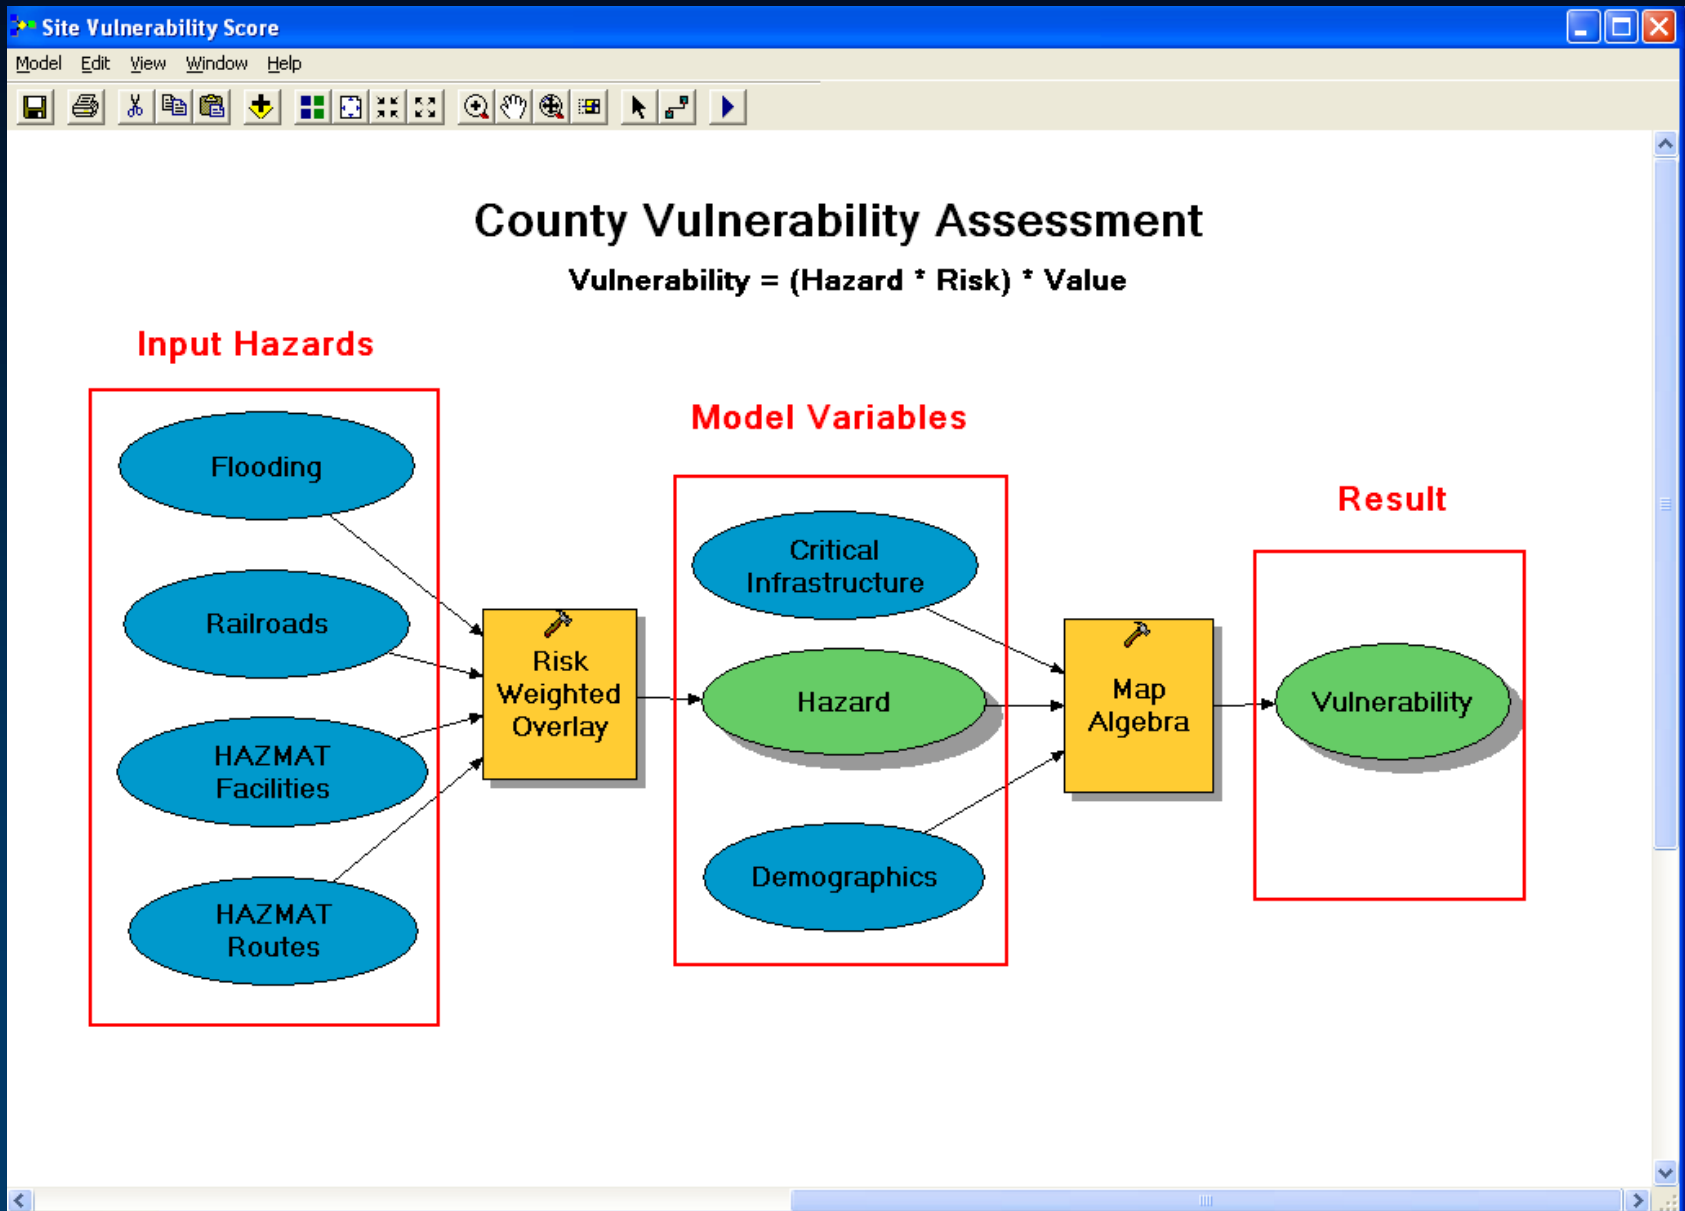 Site Vulnerability Score
Model Edit View Window Help
County Vulnerability Assessment
Vulnerability = (Hazard * Risk) * Value
Input Hazards
Flooding
Railroads
HAZMAT
Facilities
HAZMAT
Routes
Risk
Weighted
Overlay
Model Variables
Critical
Infrastructure
Hazard
Demographics
Map
Algebra
Result
Vulnerability